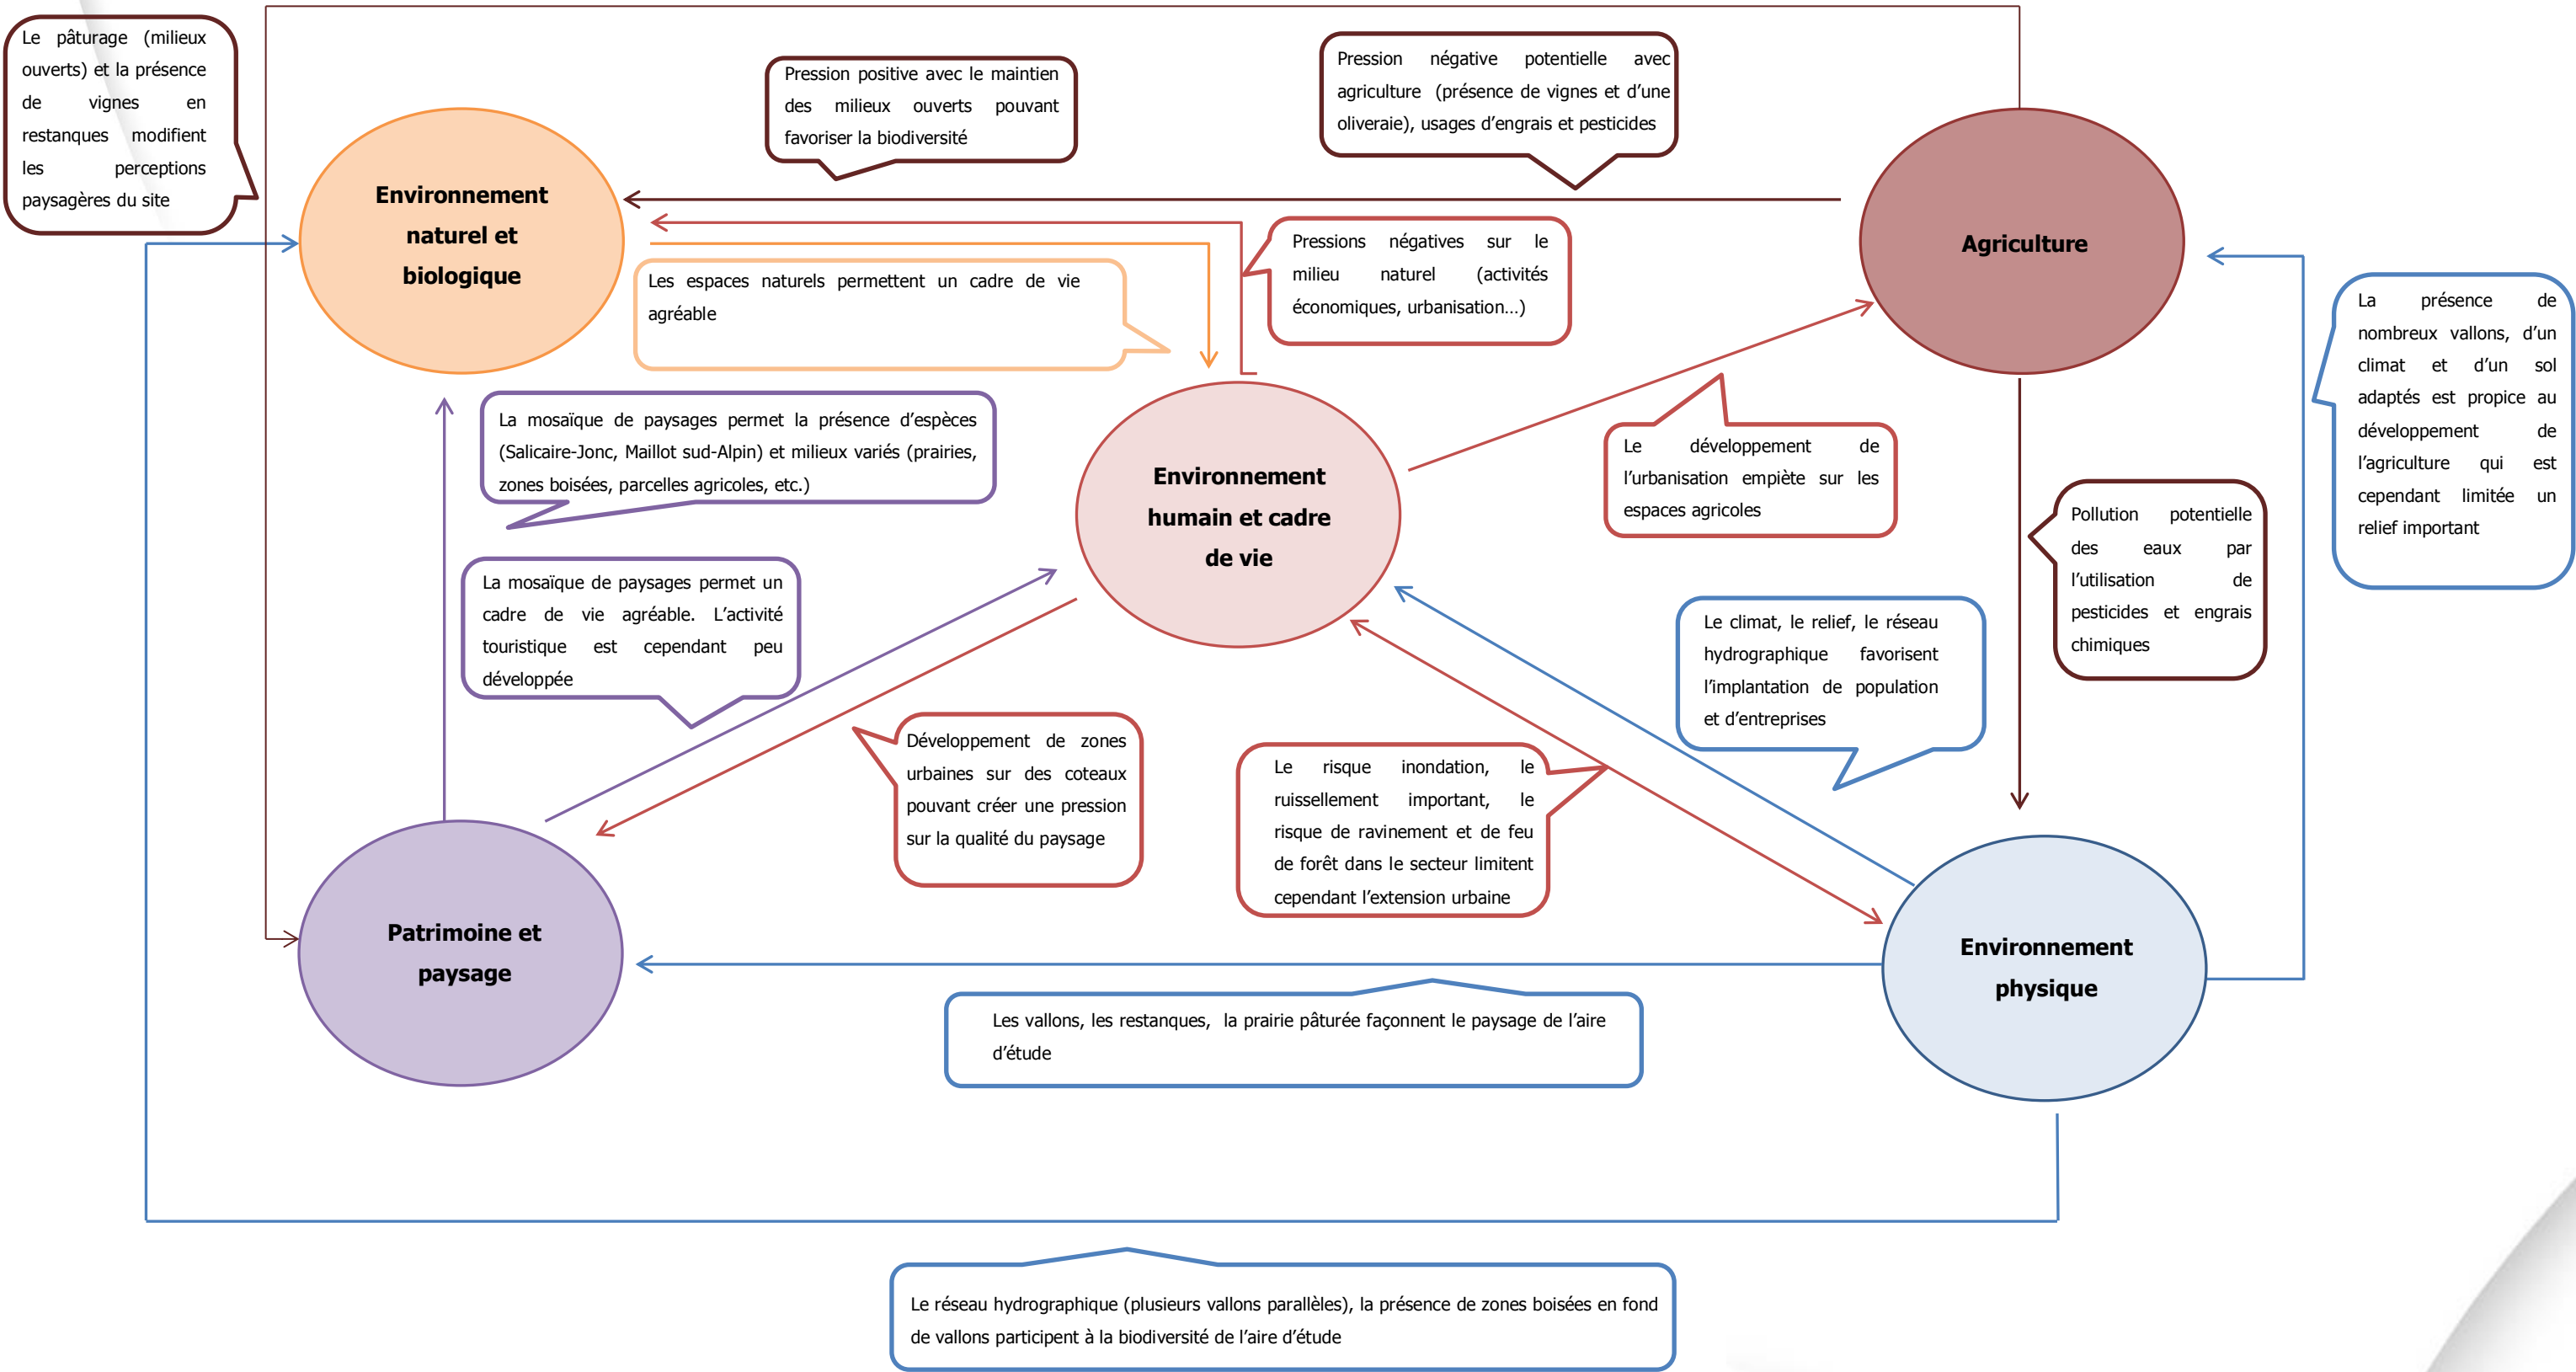 Le pâturage (milieux
ouverts) et la présence
de vignes en
restanques modifient
les perceptions
paysagères du site
Pression positive avec le maintien
des milieux ouverts pouvant
favoriser la biodiversité
Pression négative potentielle avec
agriculture (présence de vignes et d’une
oliveraie), usages d’engrais et pesticides
Environnement
naturel et
biologique
Agriculture
Pressions négatives sur le
milieu naturel (activités
économiques, urbanisation…)
Les espaces naturels permettent un cadre de vie
agréable
La présence de
nombreux vallons, d’un
climat et d’un sol
adaptés est propice au
développement de
l’agriculture qui est
cependant limitée un
relief important
La mosaïque de paysages permet la présence d’espèces
(Salicaire-Jonc, Maillot sud-Alpin) et milieux variés (prairies,
zones boisées, parcelles agricoles, etc.)
Environnement
humain et cadre
de vie
Le développement de
l’urbanisation empiète sur les
espaces agricoles
Pollution potentielle
des eaux par
l’utilisation de
pesticides et engrais
chimiques
La mosaïque de paysages permet un
cadre de vie agréable. L’activité
touristique est cependant peu
développée
Le climat, le relief, le réseau
hydrographique favorisent
l’implantation de population
et d’entreprises
Développement de zones
urbaines sur des coteaux
pouvant créer une pression
sur la qualité du paysage
Le risque inondation, le
ruissellement important, le
risque de ravinement et de feu
de forêt dans le secteur limitent
cependant l’extension urbaine
Patrimoine et
paysage
Environnement
physique
Les vallons, les restanques, la prairie pâturée façonnent le paysage de l’aire
d’étude
Le réseau hydrographique (plusieurs vallons parallèles), la présence de zones boisées en fond
de vallons participent à la biodiversité de l’aire d’étude